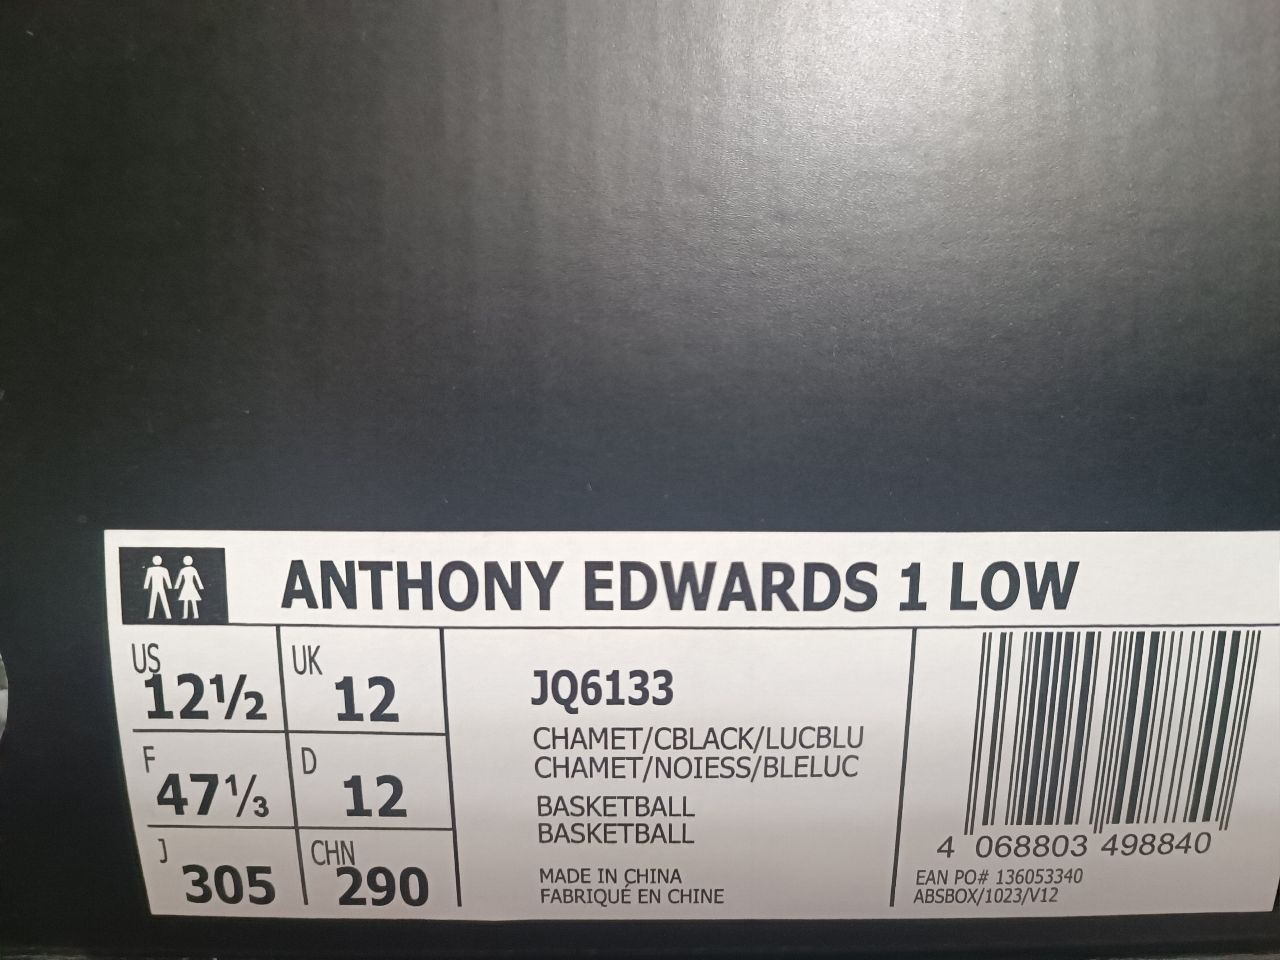 ANTHONY EDWARDS 1 LOW
US 12½ UK 12
F 47⅓ D 12
J 305 CHN 290
JQ6133
CHAMET/CBLACK/LUCBLU
CHAMET/NOIESS/BLELUC
BASKETBALL
BASKETBALL
MADE IN CHINA
FABRIQUÉ EN CHINE
4 068803 498840
EAN PO# 136053340
ABSBOX/1023/V12